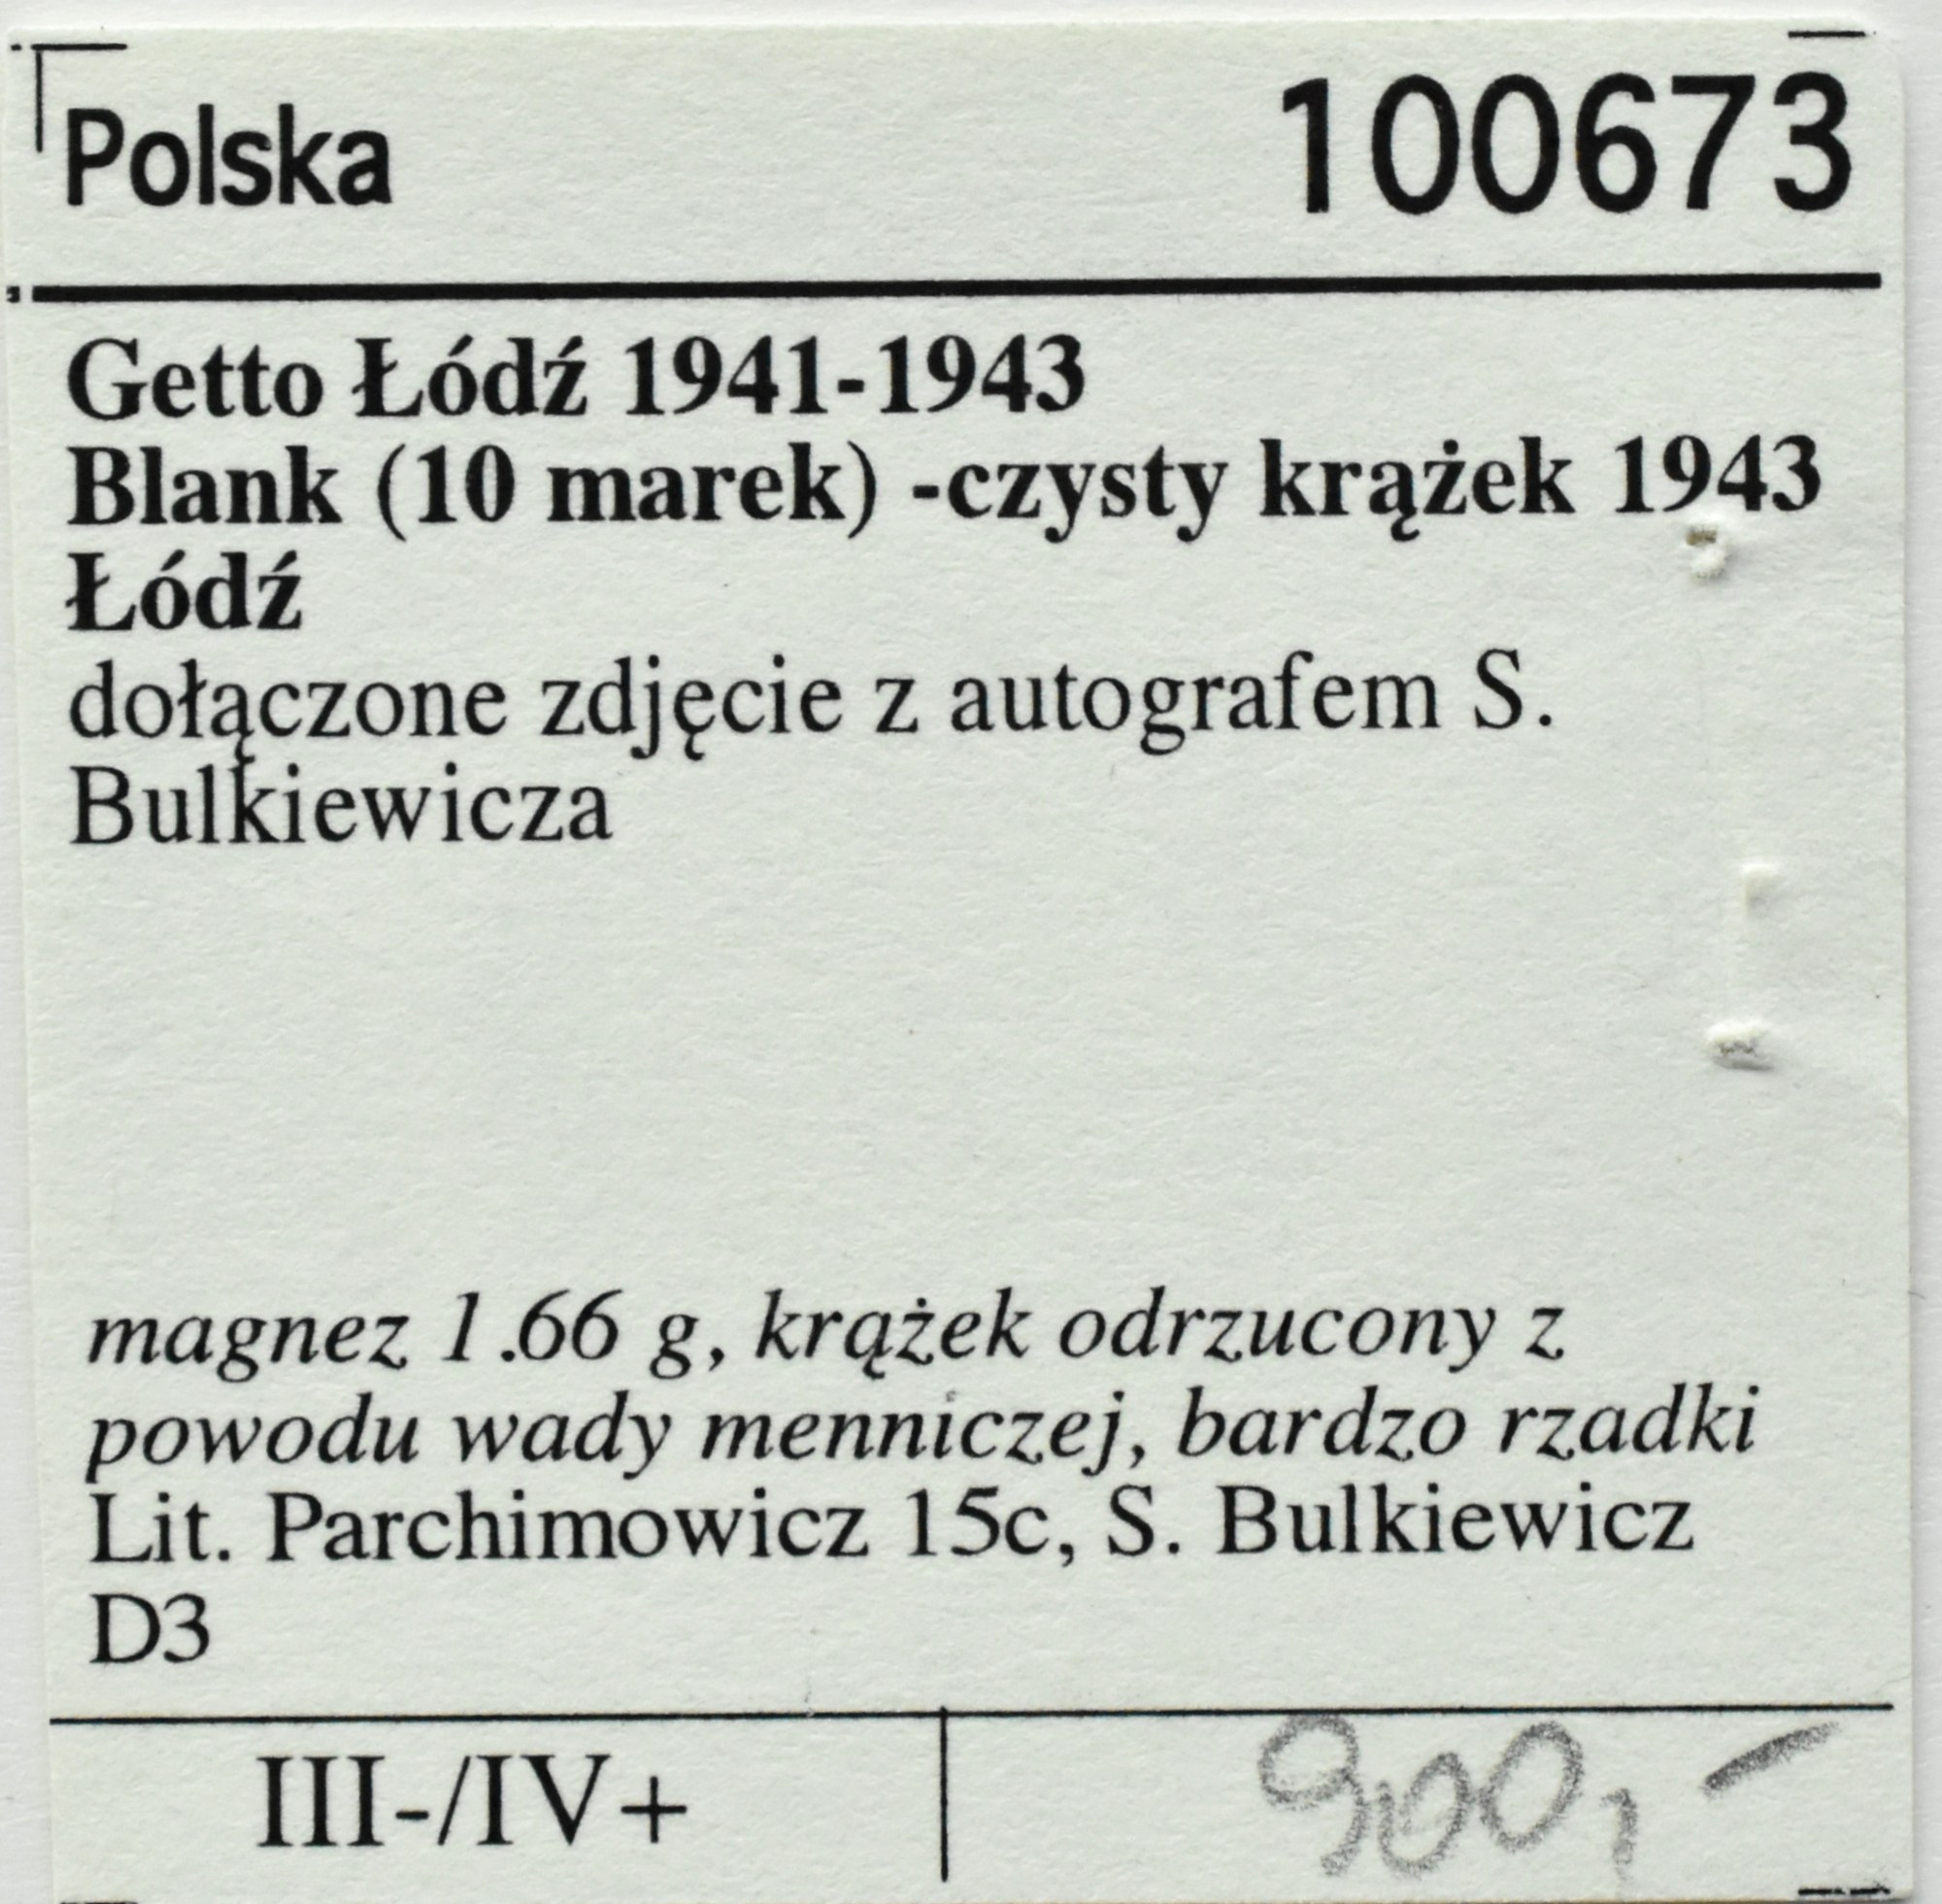 Polska 100673
Getto Łódź 1941-1943
Blank (10 marek) -czysty krążek 1943
Łódź
dołączone zdjęcie z autografem S.
Bulkiewicza
magnez 1.66 g, krążek odrzucony z
powodu wady menniczej, bardzo rzadki
Lit. Parchimowicz 15c, S. Bulkiewicz
D3
III-/IV+ 900,-